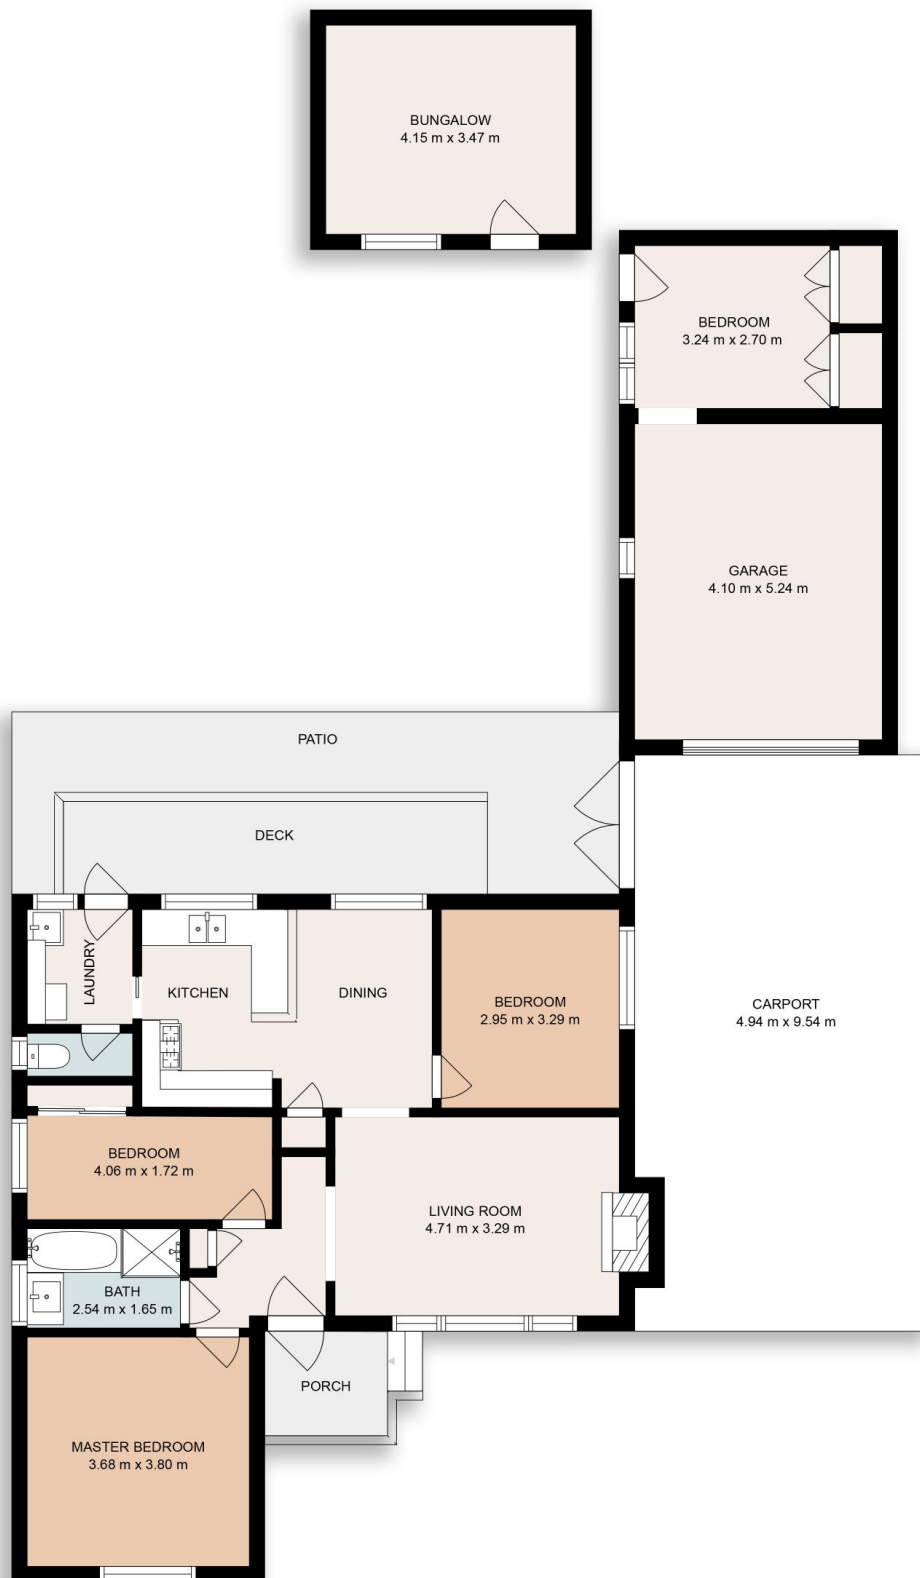 BUNGALOW
4.15 m x 3.47 m
BEDROOM
3.24 m x 2.70 m
GARAGE
4.10 m x 5.24 m
PATIO
DECK
LAUNDRY
KITCHEN
DINING
BEDROOM
2.95 m x 3.29 m
CARPORT
4.94 m x 9.54 m
BEDROOM
4.06 m x 1.72 m
LIVING ROOM
4.71 m x 3.29 m
BATH
2.54 m x 1.65 m
PORCH
MASTER BEDROOM
3.68 m x 3.80 m